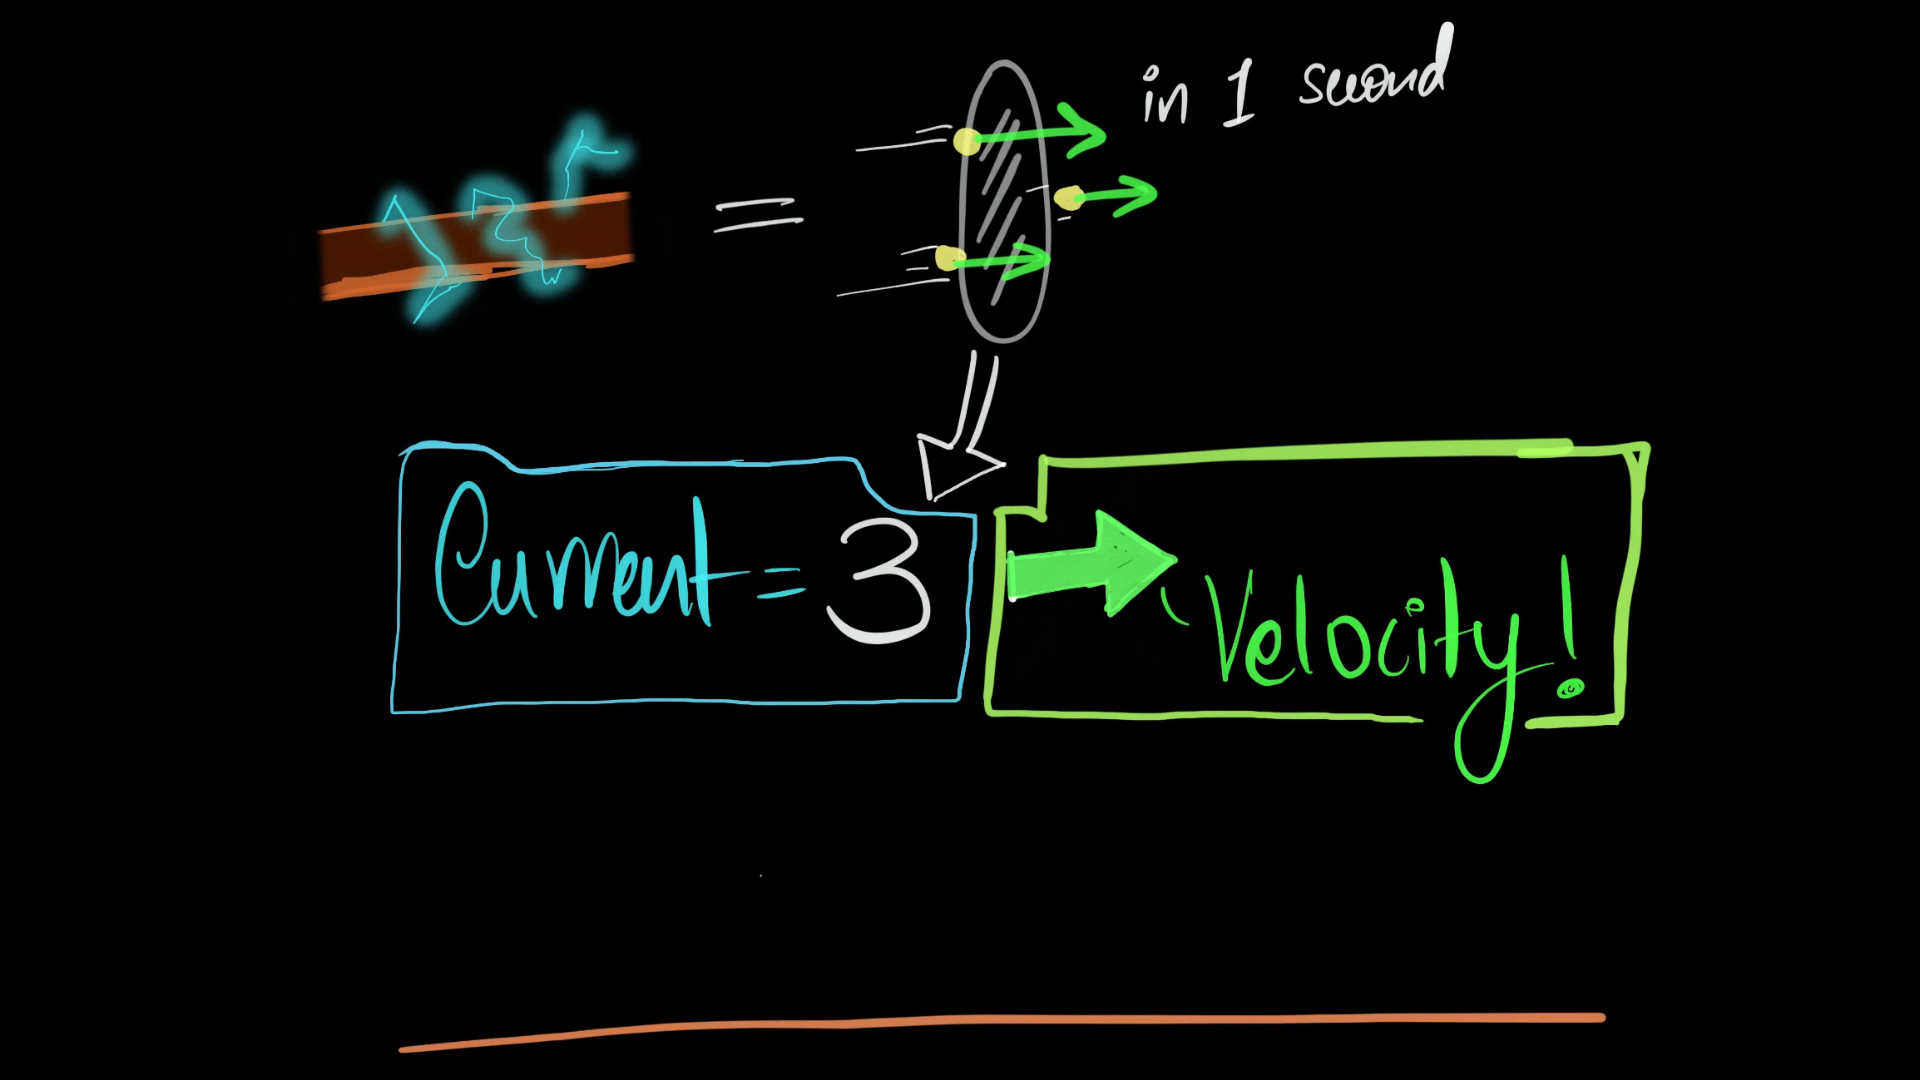 in 1 second
Current = 3
Velocity!